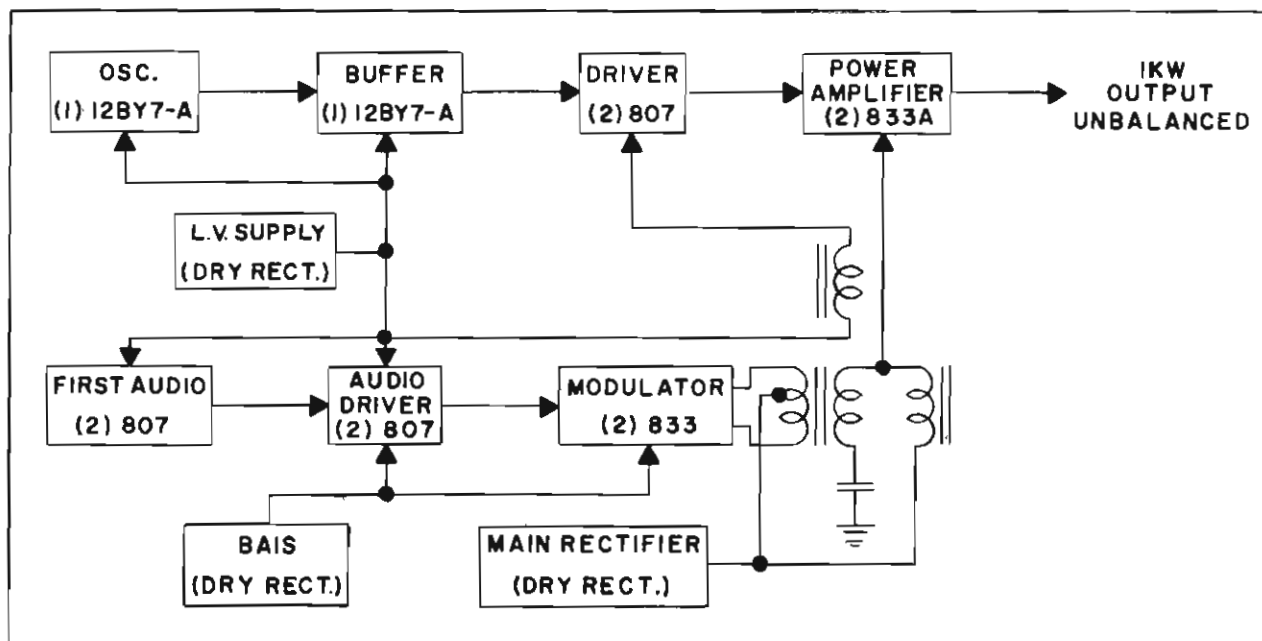 OSC.
(1) 12BY7-A
BUFFER
(1) 12BY7-A
DRIVER
(2) 807
POWER
AMPLIFIER
(2) 833A
1KW
OUTPUT
UNBALANCED
L.V. SUPPLY
(DRY RECT.)
FIRST AUDIO
(2) 807
AUDIO
DRIVER
(2) 807
MODULATOR
(2) 833
BAIS
(DRY RECT.)
MAIN RECTIFIER
(DRY RECT.)